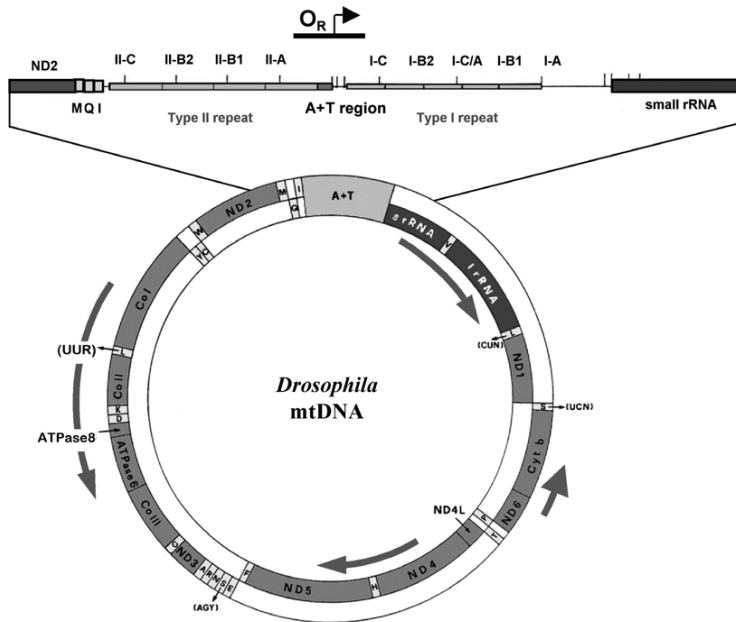 OR
II-C II-B2 II-B1 II-A I-C I-B2 I-C/A I-B1 I-A
ND2
M Q I
Type II repeat A+T region Type I repeat small rRNA
A+T
I
M
Q
ND2
W
C
Y
CoI
(UUR)
L
CoII
K
D
ATPase8
ATPase6
CoIII
G
ND3
A
R
N
S
E
(AGY)
F
ND5
H
ND4
ND4L
T
P
ND6
Cyt b
S
(UCN)
ND1
L
(CUN)
lrRNA
V
srRNA
Drosophila
mtDNA